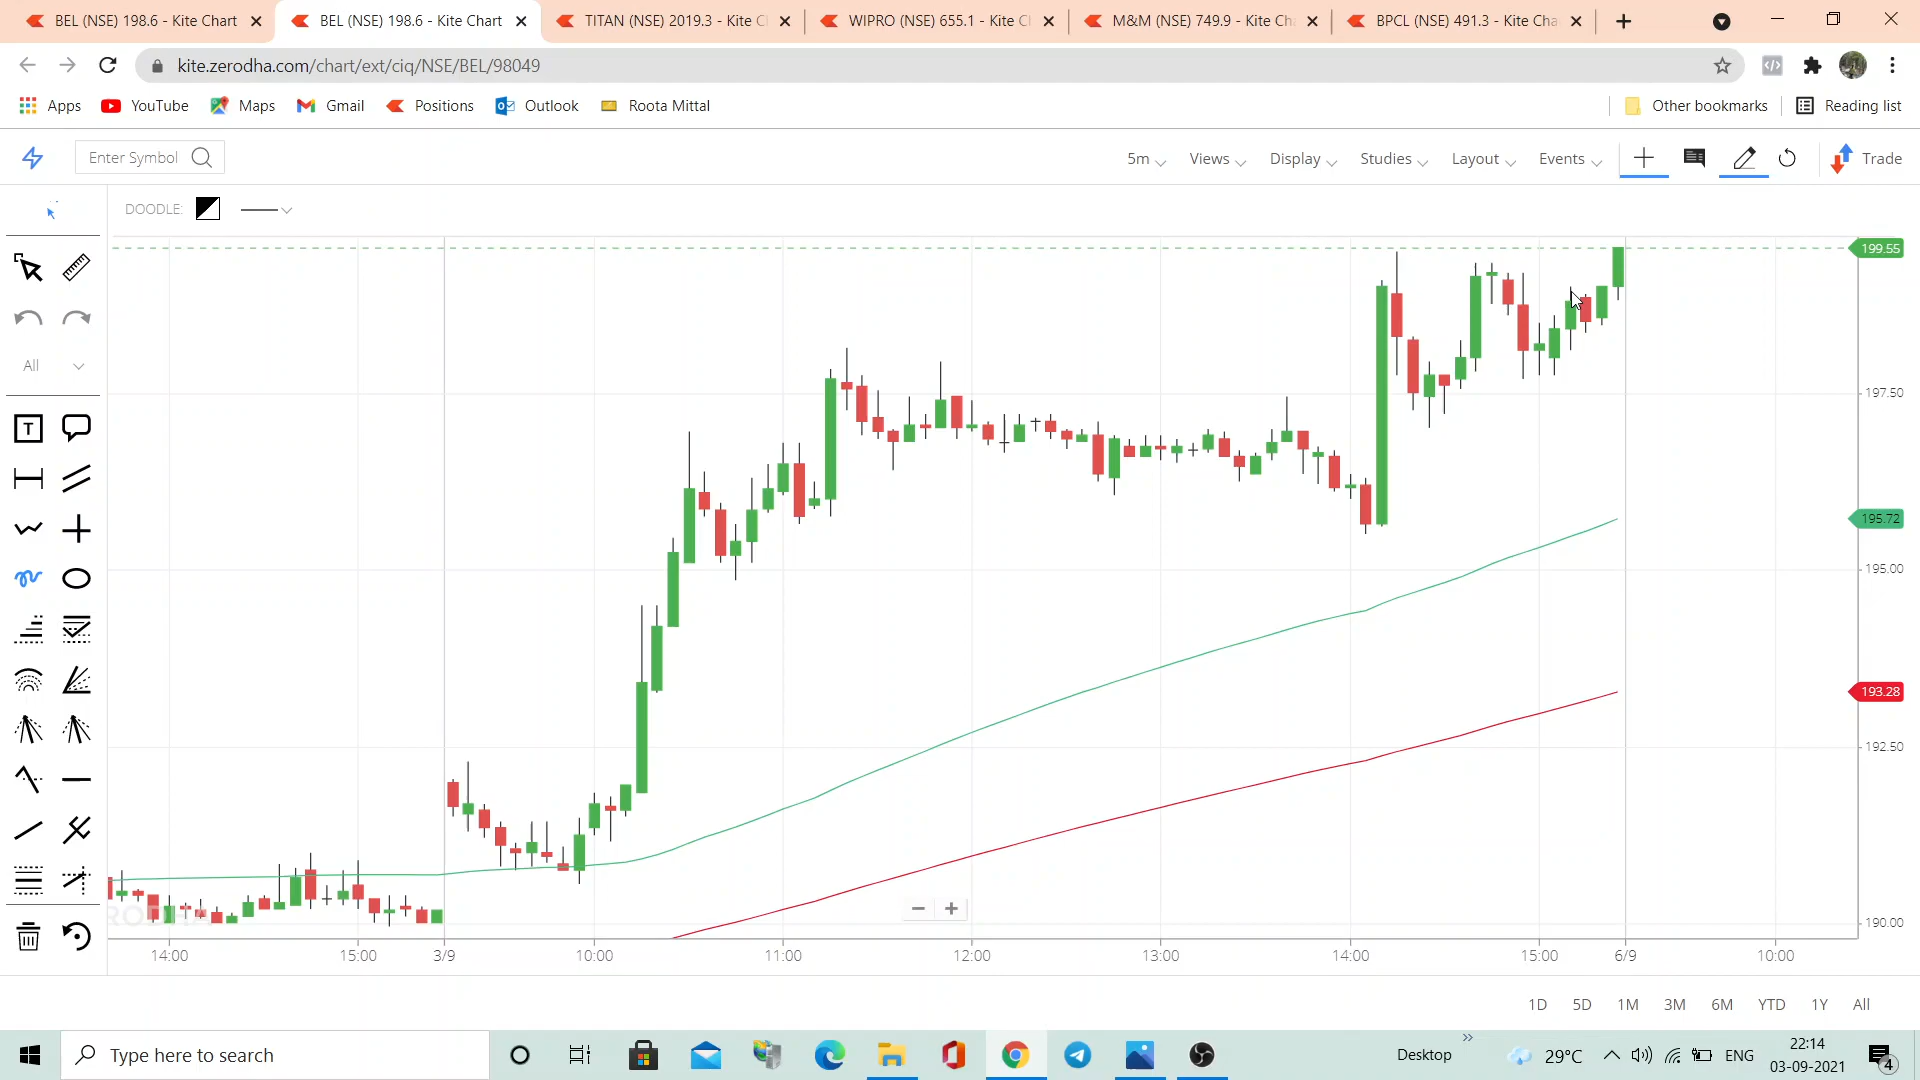 BEL (NSE) 198.6 - Kite Chart
BEL (NSE) 198.6 - Kite Chart
TITAN (NSE) 2019.3 - Kite C
WIPRO (NSE) 655.1 - Kite C
M&M (NSE) 749.9 - Kite Ch
BPCL (NSE) 491.3 - Kite Cha
kite.zerodha.com/chart/ext/ciq/NSE/BEL/98049
Apps YouTube Maps Gmail Positions Outlook Roota Mittal Other bookmarks Reading list
Enter Symbol 5m Views Display Studies Layout Events Trade
DOODLE:
All
T
199.55
197.50
195.72
195.00
193.28
192.50
190.00
14:00 15:00 3/9 10:00 11:00 12:00 13:00 14:00 15:00 6/9 10:00
1D 5D 1M 3M 6M YTD 1Y All
Type here to search
Desktop
29°C
ENG
22:14
03-09-2021
4